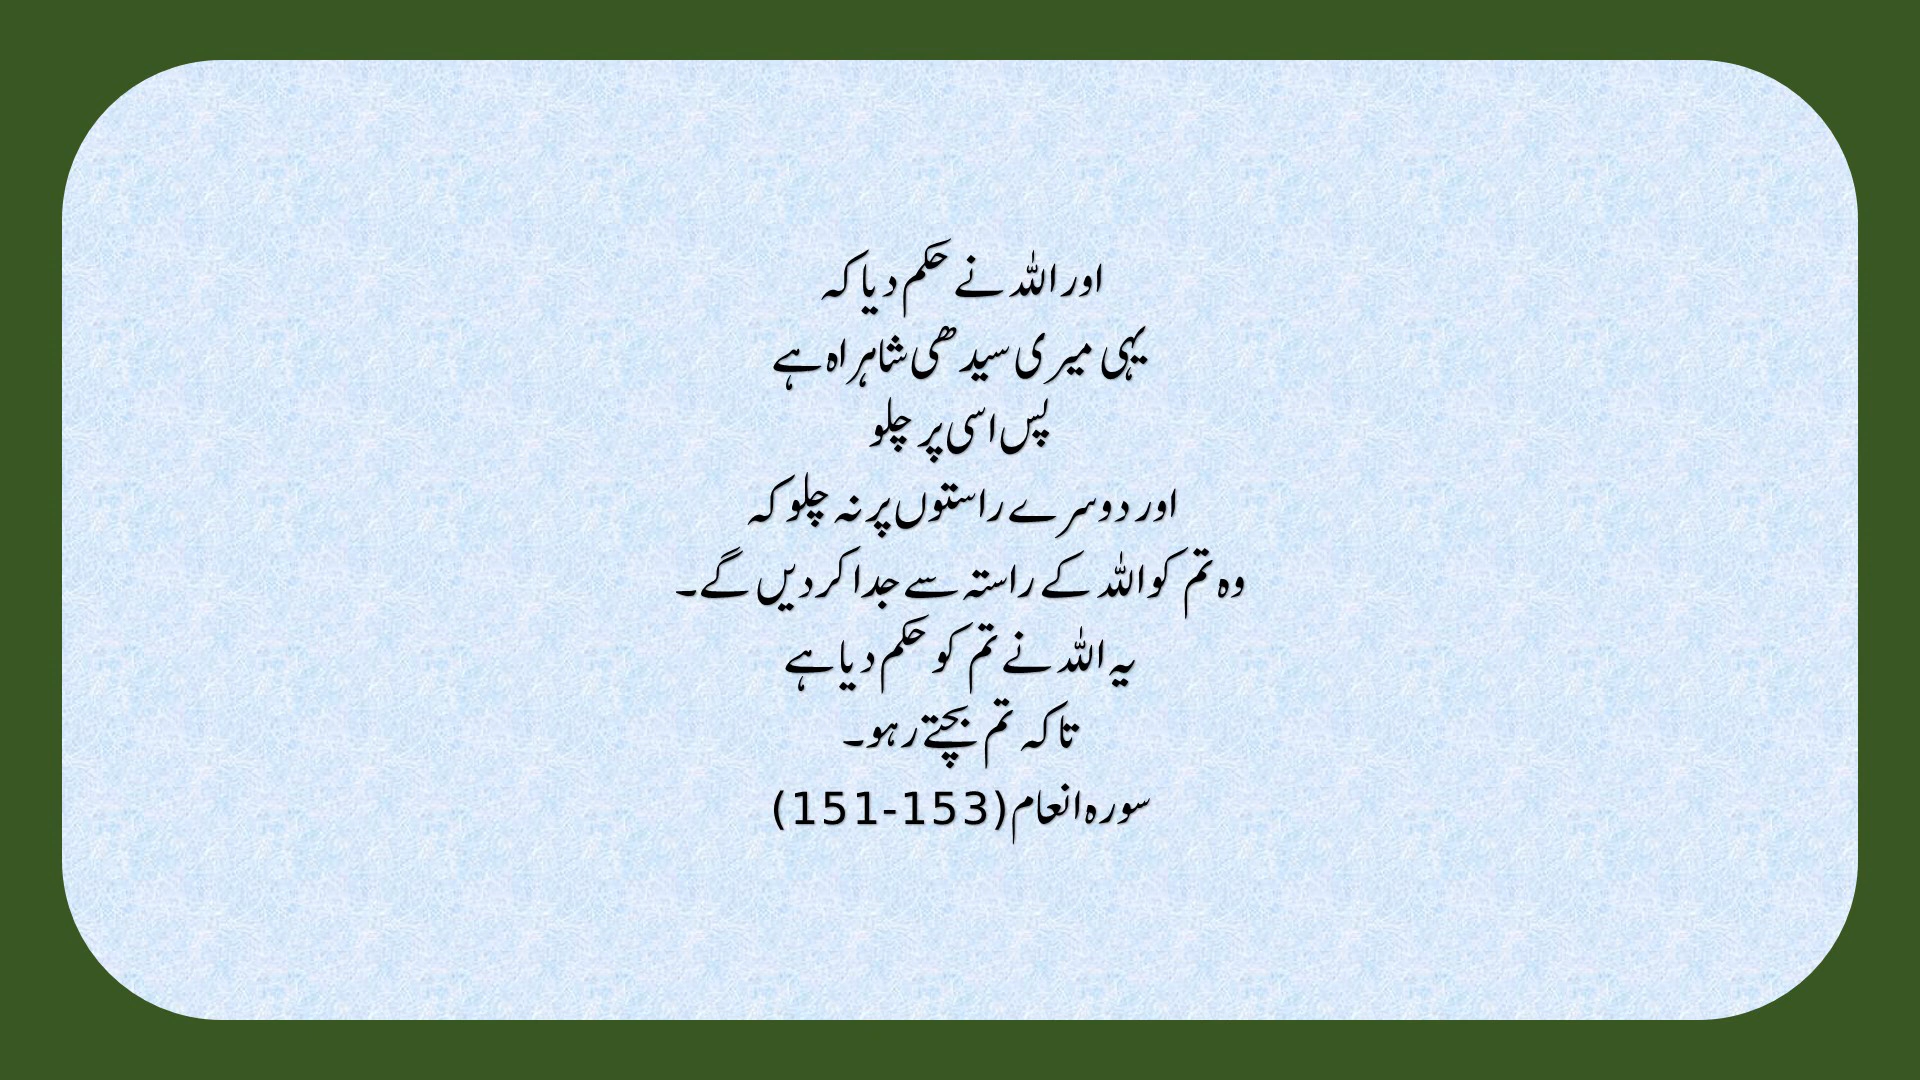 اور اللہ نے حکم دیا کہ
یہی میری سیدھی شاہراہ ہے
پس اسی پر چلو
اور دوسرے راستوں پر نہ چلو کہ
وہ تم کو اللہ کے راستہ سے جدا کردیں گے۔
یہ اللہ نے تم کو حکم دیا ہے
تاکہ تم بچتے رہو۔
سورہ انعام (151-153)